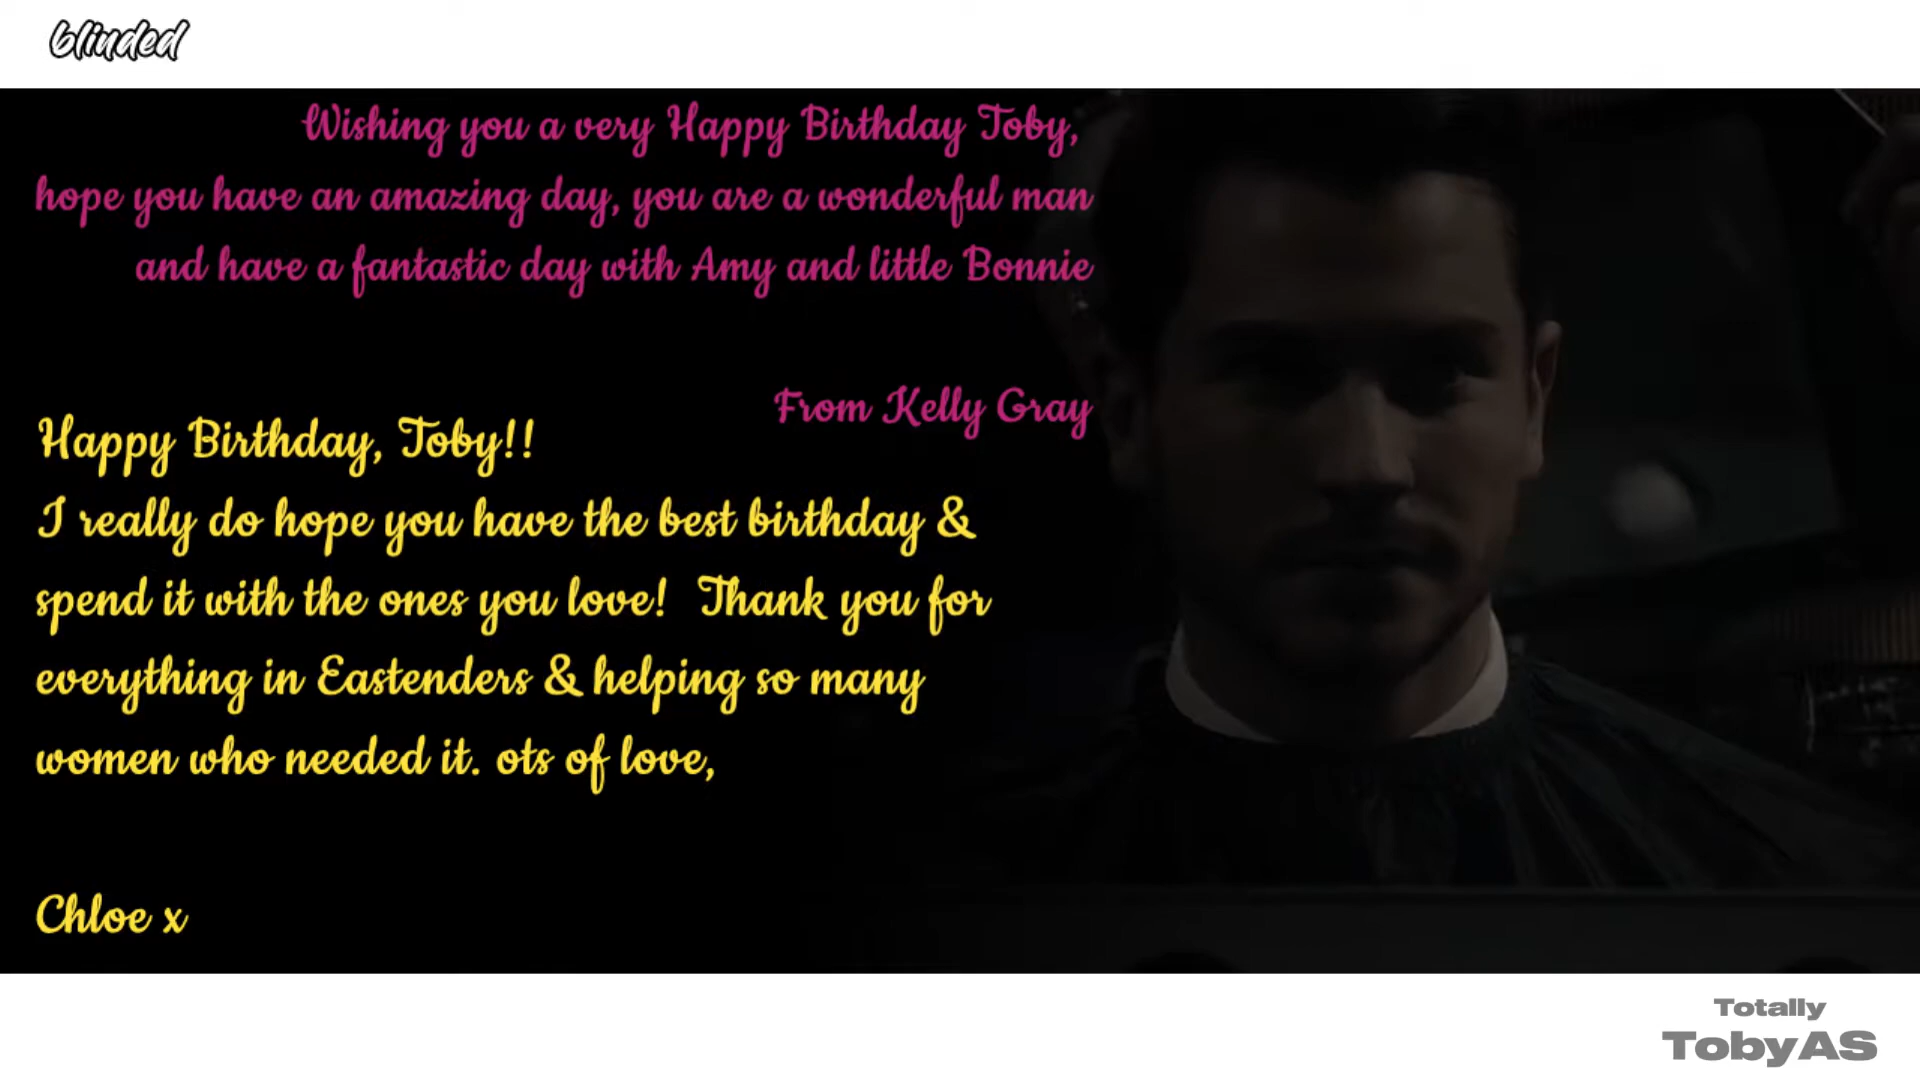 blinded
Wishing you a very Happy Birthday Toby,
hope you have an amazing day, you are a wonderful man
and have a fantastic day with Amy and little Bonnie
From Kelly Gray
Happy Birthday, Toby!!
I really do hope you have the best birthday &
spend it with the ones you love! Thank you for
everything in Eastenders & helping so many
women who needed it. ots of love,
Chloe x
Totally
TobyAS